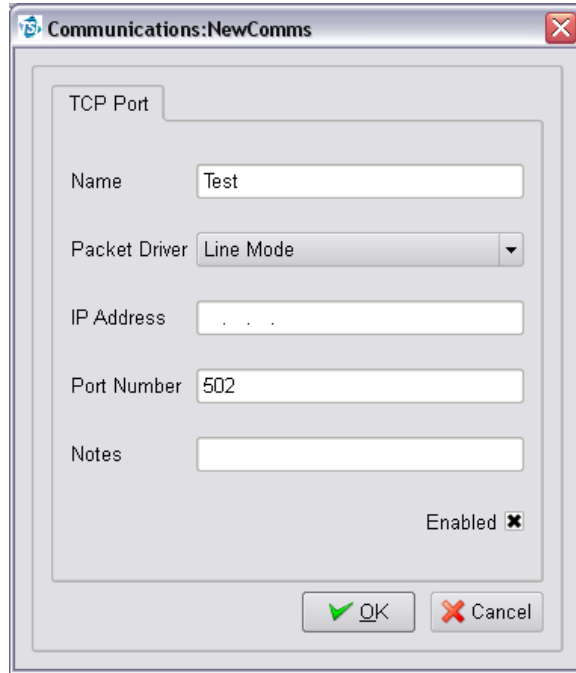 Communications:NewComms
TCP Port
Name Test
Packet Driver Line Mode
IP Address . . .
Port Number 502
Notes
Enabled
OK Cancel